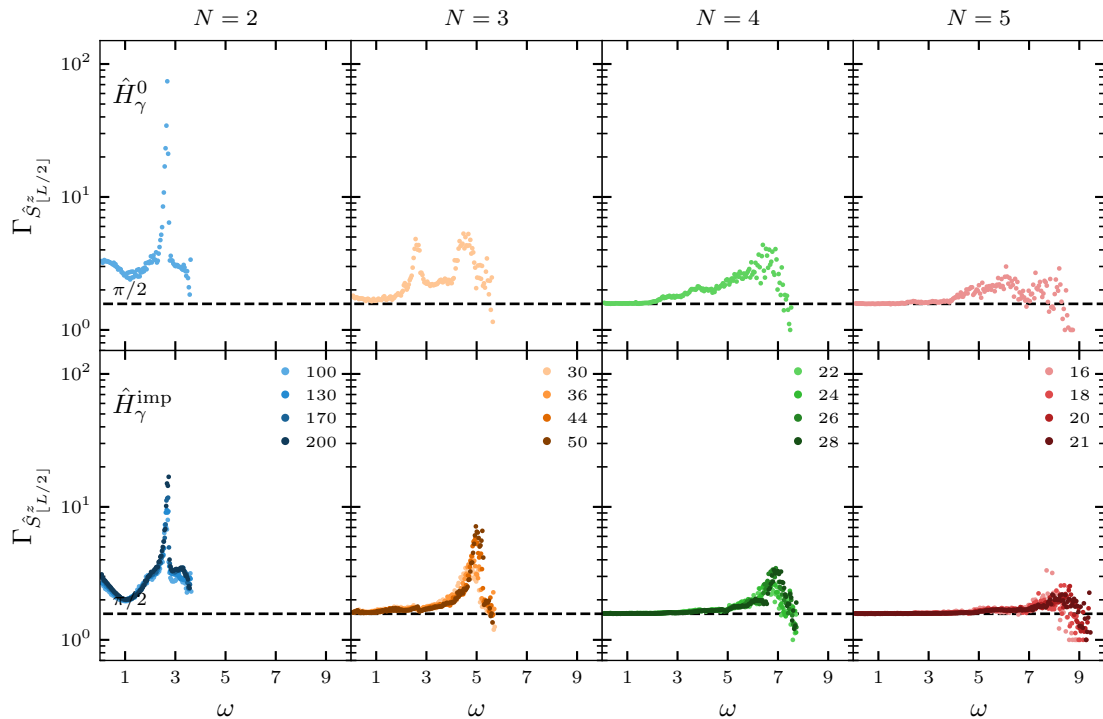 N = 2 N = 3 N = 4 N = 5
10² 10¹ 10⁰
Γ_{Ŝ^z_{⌊L/2⌋}}
Ĥ⁰_γ
π/2
10² 10¹ 10⁰
Γ_{Ŝ^z_{⌊L/2⌋}}
Ĥ^{imp}_γ
π/2
100 30 22 16
130 36 24 18
170 44 26 20
200 50 28 21
1 3 5 7 9 1 3 5 7 9 1 3 5 7 9 1 3 5 7 9
ω ω ω ω